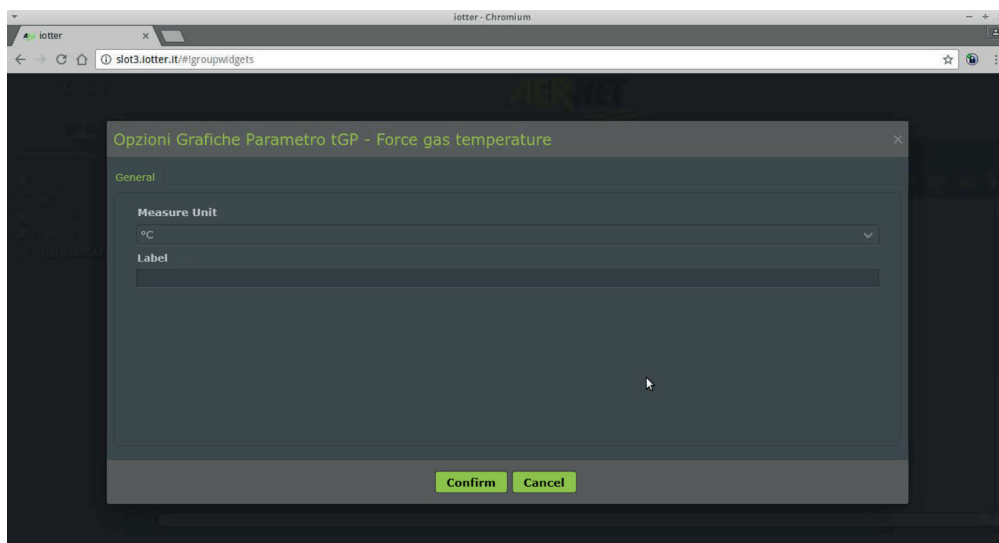 iotter - Chromium
iotter
slot3.iotter.it/#!groupwidgets
AERNET
Opzioni Grafiche Parametro tGP - Force gas temperature
General
Measure Unit
°C
Label
Confirm Cancel